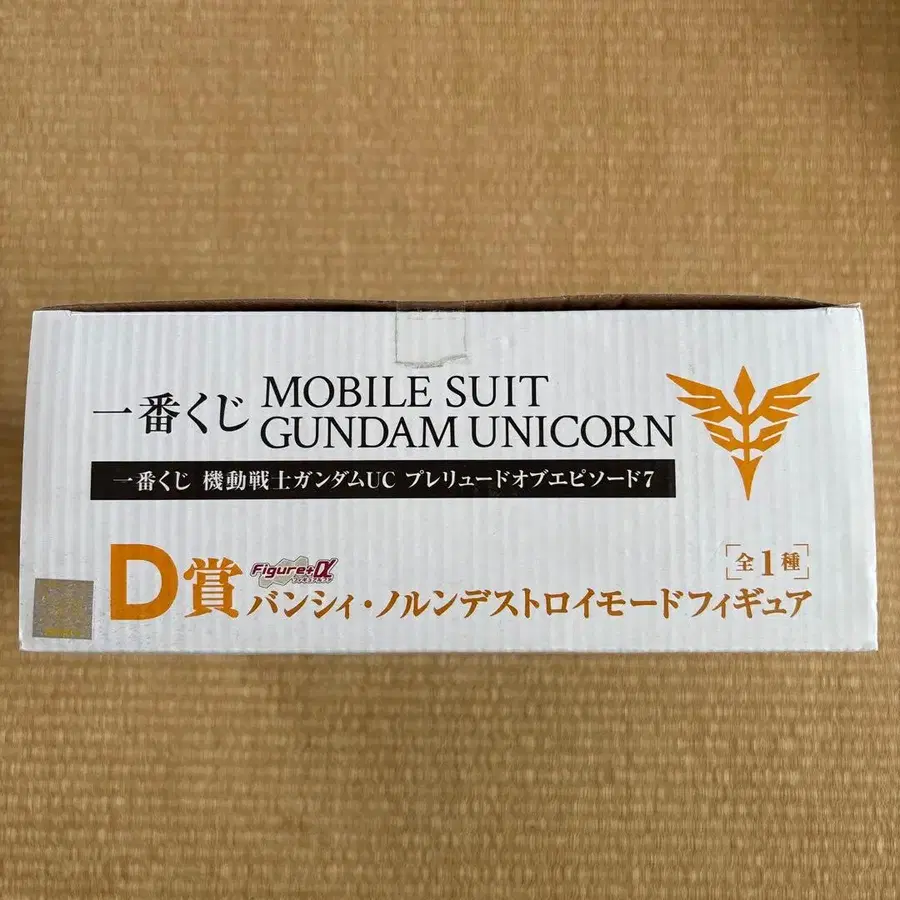 一番くじ MOBILE SUIT
GUNDAM UNICORN
一番くじ 機動戦士ガンダムUC プレリュードオブエピソード7
D賞 Figure+α
バンシィ・ノルンデストロイモードフィギュア
全1種